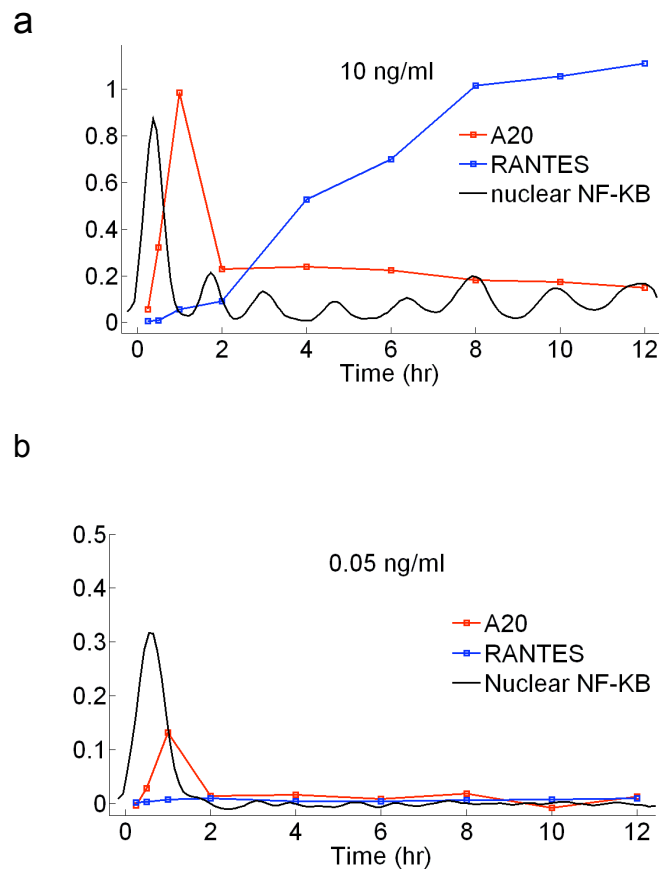 a
10 ng/ml
1
0.8
0.6
0.4
0.2
0
A20
RANTES
nuclear NF-KB
0 2 4 6 8 10 12
Time (hr)
b
0.05 ng/ml
0.5
0.4
0.3
0.2
0.1
0
A20
RANTES
Nuclear NF-KB
0 2 4 6 8 10 12
Time (hr)